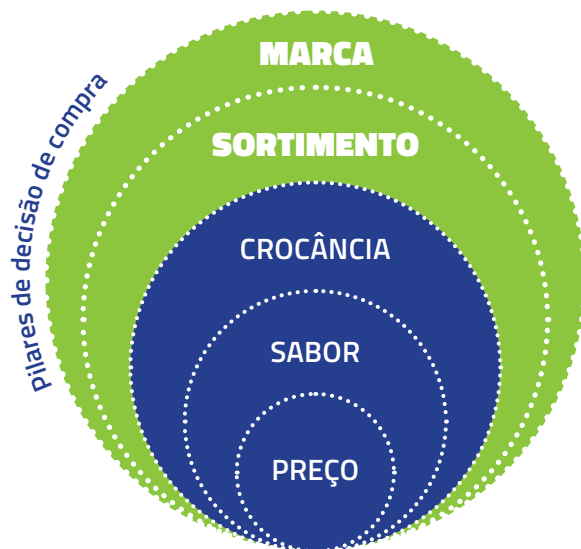 Pilares de decisão de compra
MARCA
SORTIMENTO
CROCÂNCIA
SABOR
PREÇO